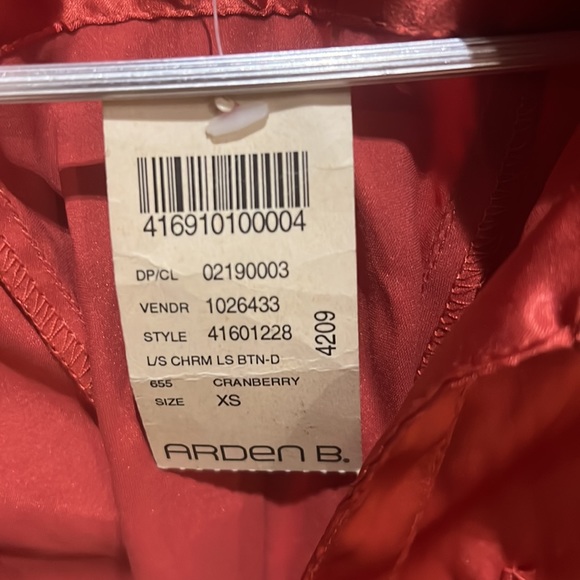 416910100004
DP/CL 02190003
VENDR 1026433
STYLE 41601228
L/S CHRM LS BTN-D
655 CRANBERRY
SIZE XS
4209
ARDEN B.